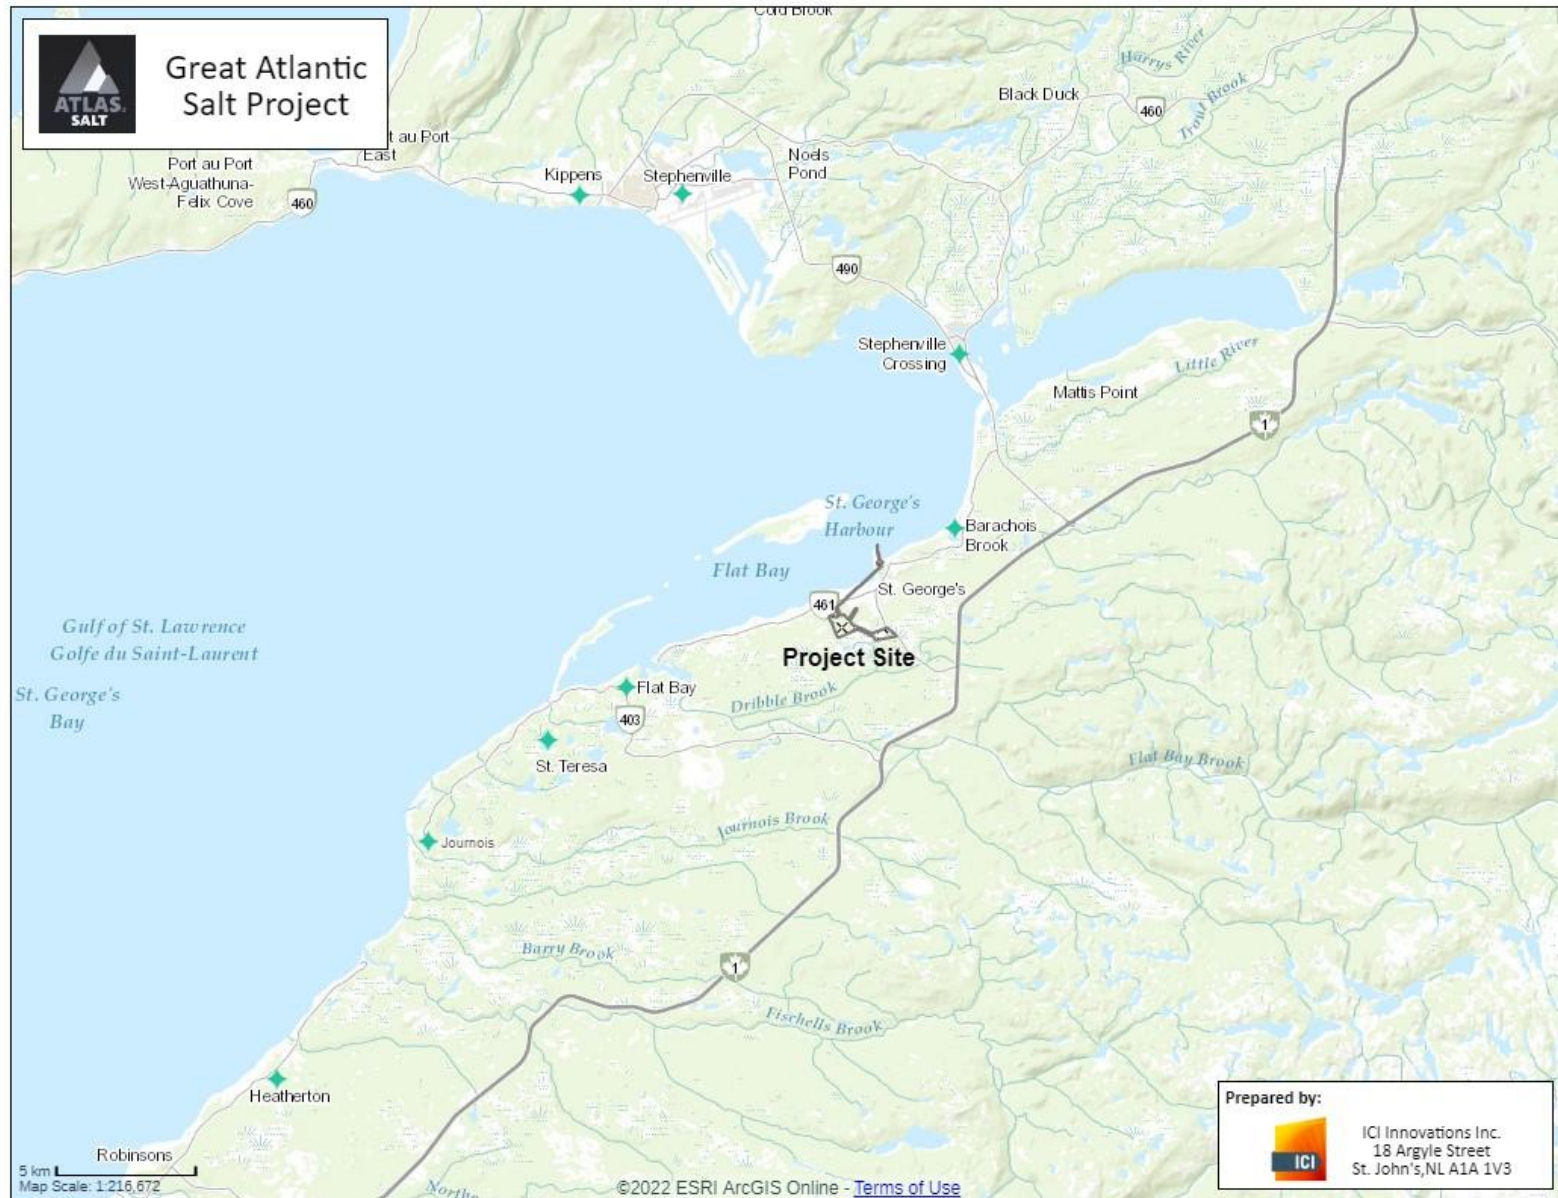 Cold Brook
ATLAS
SALT
Great Atlantic
Salt Project
Harrys River
Black Duck
460
Trout Brook
au Port
East
Port au Port
West-Aguathuna-
Felix Cove
460
Kippens
Stephenville
Noels
Pond
490
Stephenville
Crossing
Little River
Mattis Point
1
St. George's
Harbour
Barachois
Brook
Flat Bay
St. George's
461
Project Site
Gulf of St. Lawrence
Golfe du Saint-Laurent
St. George's
Bay
Flat Bay
403
Dribble Brook
St. Teresa
Flat Bay Brook
Journois Brook
Journois
Barry Brook
1
Fischells Brook
Heatherton
Robinsons
5 km
Map Scale: 1:216,672
©2022 ESRI ArcGIS Online - Terms of Use
Prepared by:
ICI
ICI Innovations Inc.
18 Argyle Street
St. John's,NL A1A 1V3